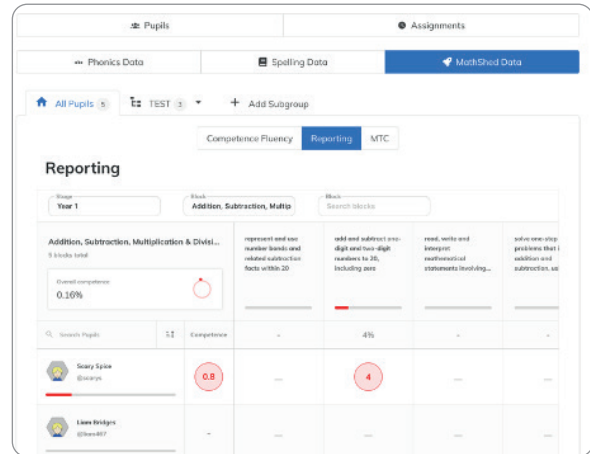 Pupils
Assignments
Phonics Data
Spelling Data
MathShed Data
All Pupils 5
TEST 3
+ Add Subgroup
Competence Fluency
Reporting
MTC
Reporting
Stage
Year 1
Block
Addition, Subtraction, Multip
Block
Search blocks
Addition, Subtraction, Multiplication & Divisi...
5 blocks total
Overall competence
0.16%
represent and use
number bonds and
related subtraction
facts within 20
add and subtract one-
digit and two-digit
numbers to 20,
including zero
read, write and
interpret
mathematical
statements involving...
solve one-step
problems that i
addition and
subtraction, us
Search Pupils
Competence
-
4%
-
-
Scary Spice
@scarys
0.8
—
4
—
—
Liam Bridges
@liam407
-
—
—
—
—